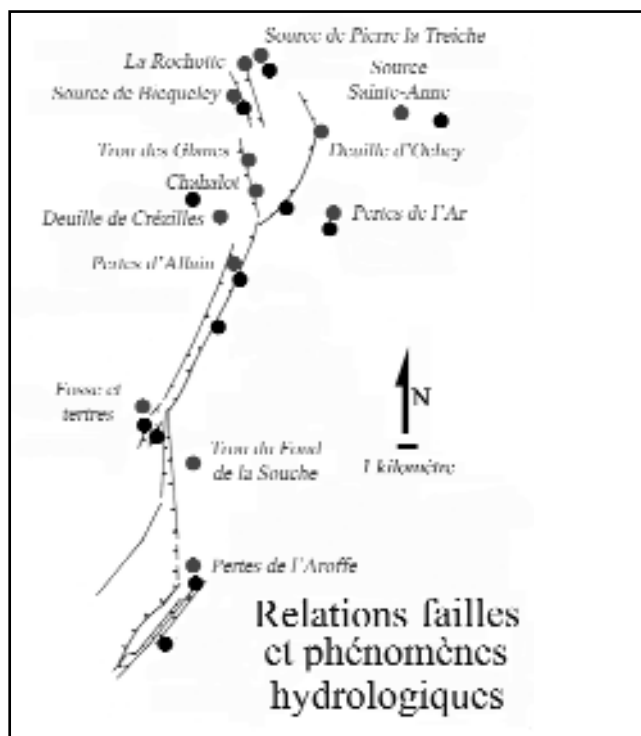 Source de Pierre la Treiche
La Rochotte
Source
Sainte-Anne
Source de Bicqueley
Deuille d'Ochey
Trou des Glanes
Chahalot
Deuille de Crézilles
Pertes de l'Ar
Pertes d'Allain
Fosse et
tertres
N
1 kilomètre
Trou du Fond
de la Souche
Pertes de l'Aroffe
Relations failles
et phénomènes
hydrologiques